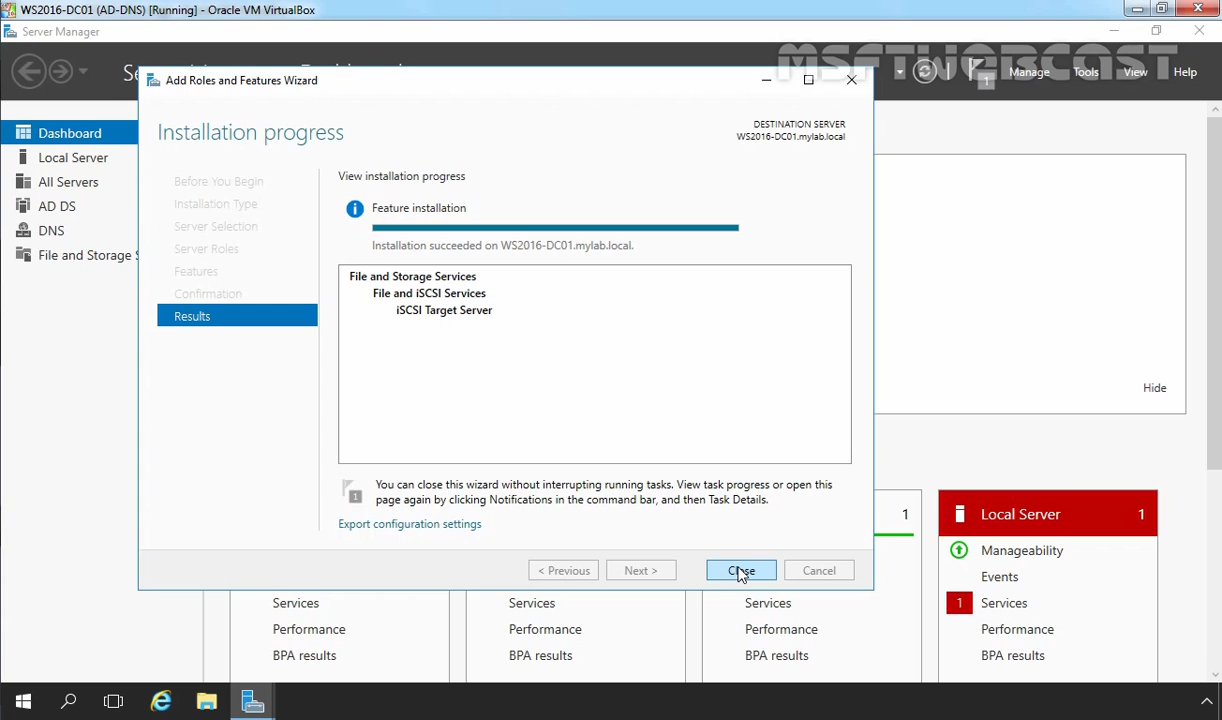 WS2016-DC01 (AD-DNS) [Running] - Oracle VM VirtualBox
Server Manager
MSFTWEBCAST
1
Manage
Tools
View
Help
Add Roles and Features Wizard
Installation progress
DESTINATION SERVER
WS2016-DC01.mylab.local
Dashboard
Local Server
All Servers
AD DS
DNS
File and Storage S
Before You Begin
Installation Type
Server Selection
Server Roles
Features
Confirmation
Results
View installation progress
Feature installation
Installation succeeded on WS2016-DC01.mylab.local.
File and Storage Services
File and iSCSI Services
iSCSI Target Server
1
You can close this wizard without interrupting running tasks. View task progress or open this
page again by clicking Notifications in the command bar, and then Task Details.
Export configuration settings
< Previous
Next >
Close
Cancel
Hide
1
Local Server 1
Manageability
Events
1 Services
Performance
BPA results
Services
Performance
BPA results
Services
Performance
BPA results
Services
Performance
BPA results